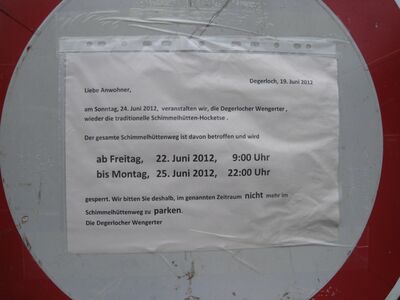 Degerloch, 19. Juni 2012
Liebe Anwohner,
am Sonntag, 24. Juni 2012, veranstalten wir, die Degerlocher Wengerter,
wieder die traditionelle Schimmelhütten-Hocketse.
Der gesamte Schimmelhüttenweg ist davon betroffen und wird
ab Freitag, 22. Juni 2012, 9:00 Uhr
bis Montag, 25. Juni 2012, 22:00 Uhr
gesperrt. Wir bitten Sie deshalb, im genannten Zeitraum nicht mehr im
Schimmelhüttenweg zu parken.
Die Degerlocher Wengerter